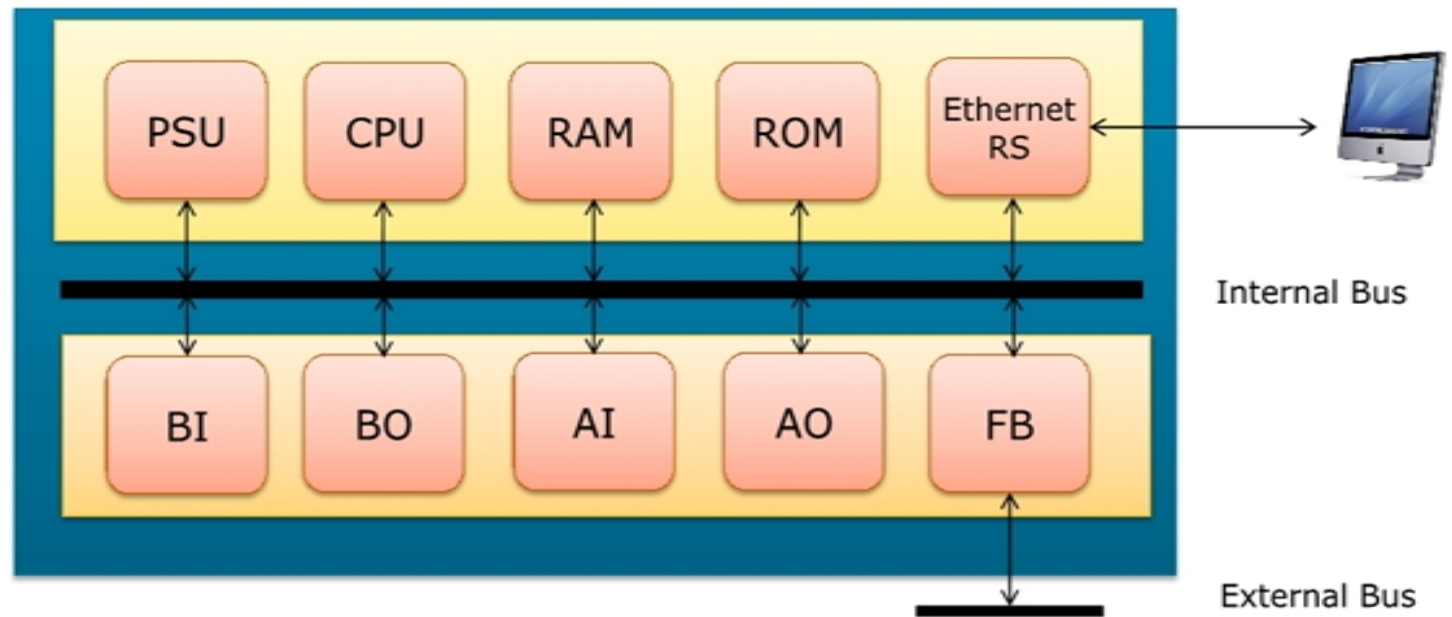 PSU
CPU
RAM
ROM
Ethernet
RS
Internal Bus
BI
BO
AI
AO
FB
External Bus